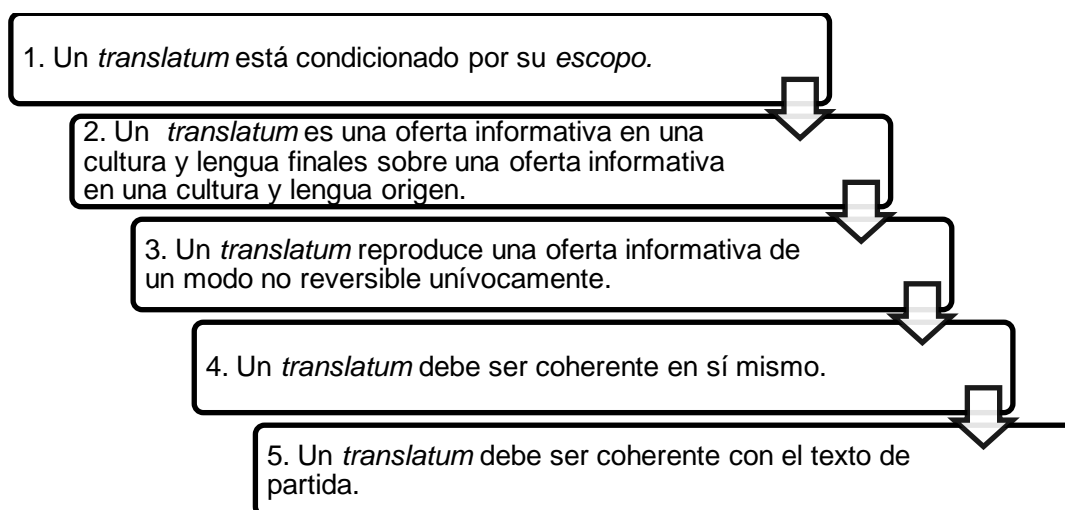 1. Un translatum está condicionado por su escopo.
2. Un translatum es una oferta informativa en una
cultura y lengua finales sobre una oferta informativa
en una cultura y lengua origen.
3. Un translatum reproduce una oferta informativa de
un modo no reversible unívocamente.
4. Un translatum debe ser coherente en sí mismo.
5. Un translatum debe ser coherente con el texto de
partida.